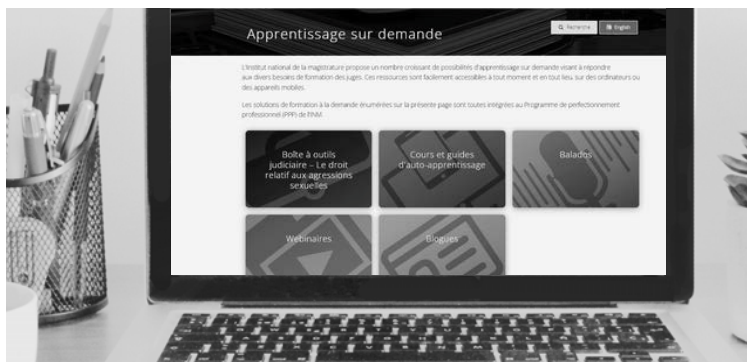 Apprentissage sur demande
Recherche
English
L'Institut national de la magistrature propose un nombre croissant de possibilités d'apprentissage sur demande visant à répondre
aux divers besoins de formation des juges. Ces ressources sont facilement accessibles à tout moment et en tout lieu, sur des ordinateurs ou
des appareils mobiles.
Les solutions de formation à la demande énumérées sur la présente page sont toutes intégrées au Programme de perfectionnement
professionnel (PPP) de l'INM.
Boîte à outils
judiciaire – Le droit
relatif aux agressions
sexuelles
Cours et guides
d'auto-apprentissage
Balados
Webinaires
Blogues